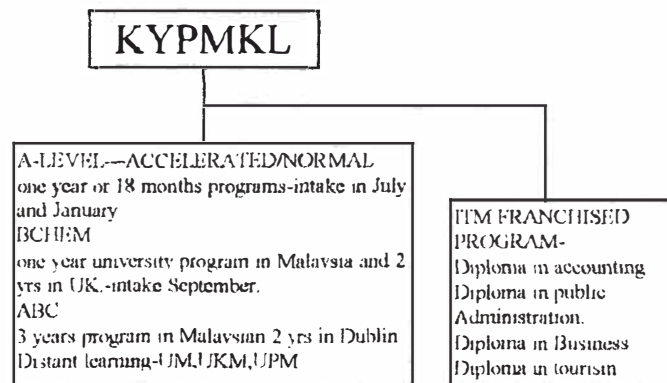 KYPMKL
A-LEVEL---ACCELERATED/NORMAL
one year or 18 months programs-intake in July
and January
BCHEM
one year university program in Malaysia and 2
yrs in UK.-intake September.
ABC
3 years program in Malaysian 2 yrs in Dublin
Distant learning-UM,UKM,UPM
ITM FRANCHISED
PROGRAM-
Diploma in accounting
Diploma in public
Administration.
Diploma in Business
Diploma in tourism